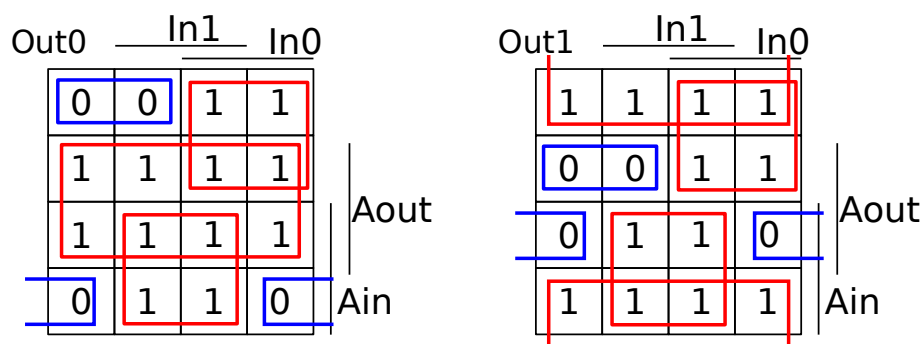 Out0 In1 In0
0 0 1 1
1 1 1 1
Aout
1 1 1 1
0 1 1 0 Ain
Out1 In1 In0
1 1 1 1
0 0 1 1
Aout
0 1 1 0
1 1 1 1 Ain